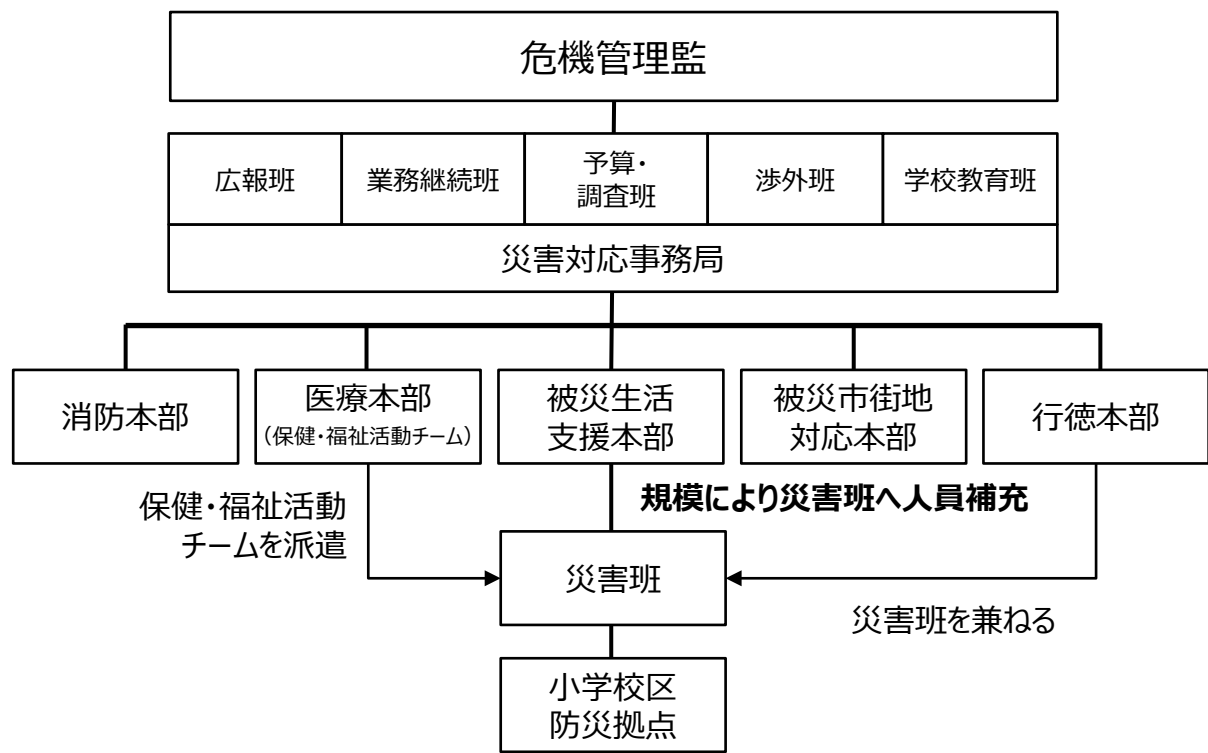 危機管理監
広報班
業務継続班
予算・
調査班
渉外班
学校教育班
災害対応事務局
消防本部
医療本部
（保健・福祉活動チーム）
被災生活
支援本部
被災市街地
対応本部
行徳本部
保健・福祉活動
チームを派遣
規模により災害班へ人員補充
災害班
災害班を兼ねる
小学校区
防災拠点